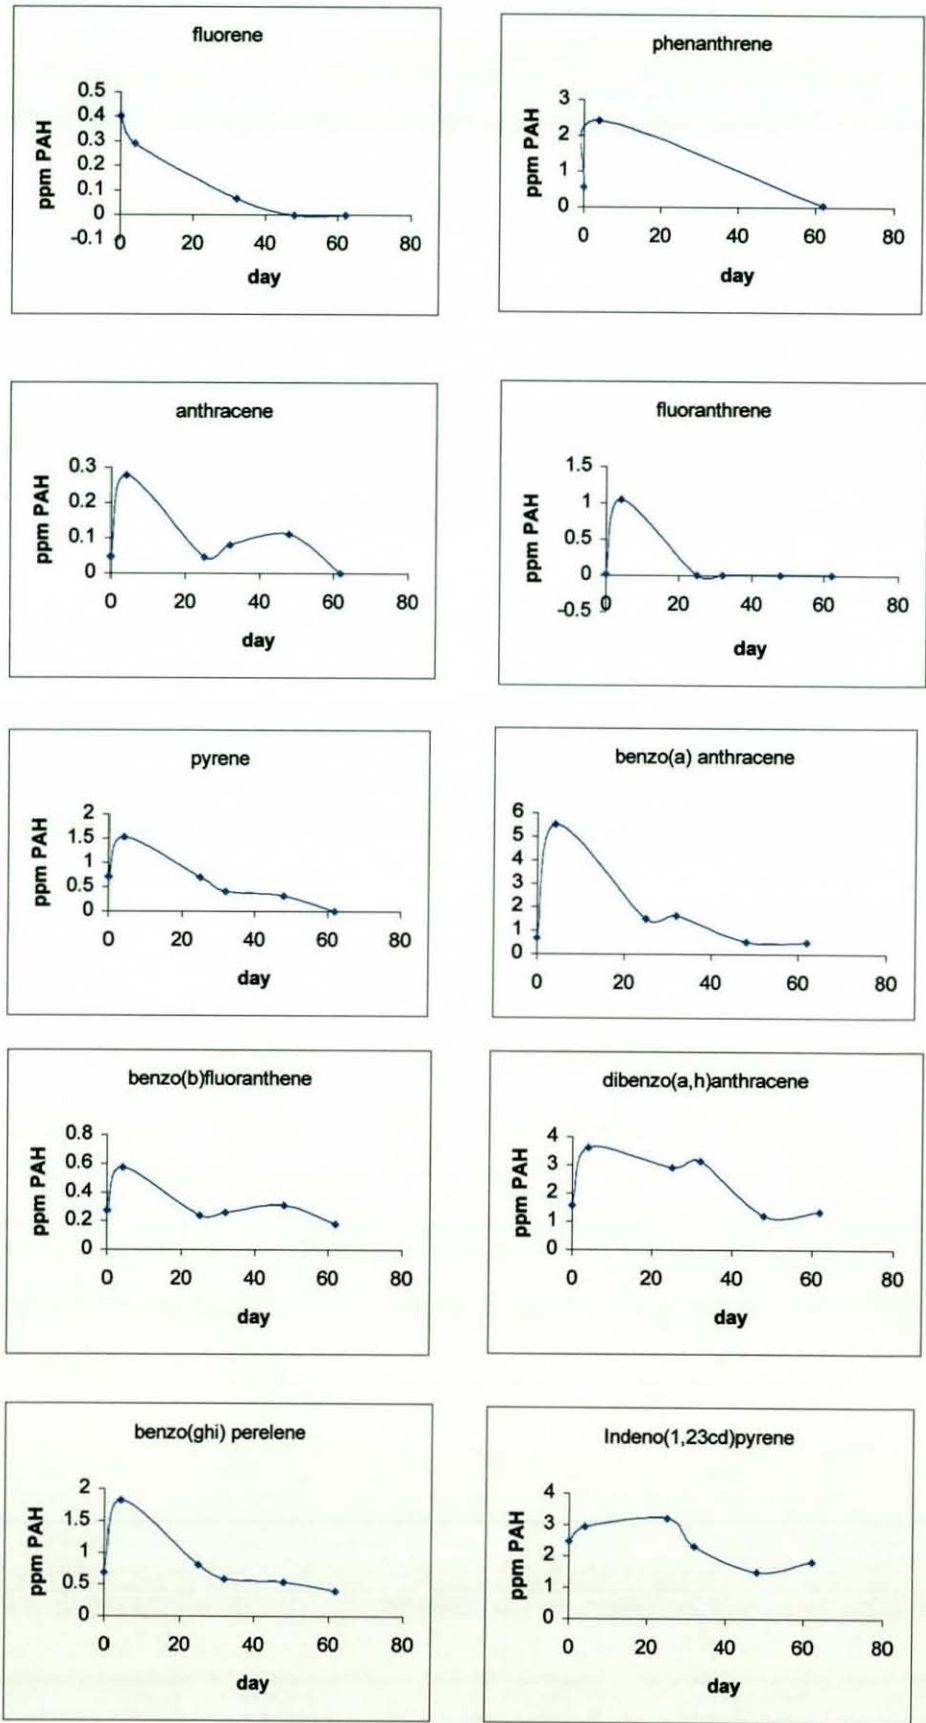 fluorene
0.5
0.4
0.3
0.2
0.1
0
-0.1
ppm PAH
0 20 40 60 80
day
phenanthrene
3
2
1
0
ppm PAH
0 20 40 60 80
day
anthracene
0.3
0.2
0.1
0
ppm PAH
0 20 40 60 80
day
fluoranthrene
1.5
1
0.5
0
-0.5
ppm PAH
0 20 40 60 80
day
pyrene
2
1.5
1
0.5
0
ppm PAH
0 20 40 60 80
day
benzo(a) anthracene
6
5
4
3
2
1
0
0 20 40 60 80
benzo(b)fluoranthene
0.8
0.6
0.4
0.2
0
ppm PAH
0 20 40 60 80
day
dibenzo(a,h)anthracene
4
3
2
1
0
ppm PAH
0 20 40 60 80
day
benzo(ghi) perelene
2
1.5
1
0.5
0
ppm PAH
0 20 40 60 80
day
Indeno(1,23cd)pyrene
4
3
2
1
0
ppm PAH
0 20 40 60 80
day